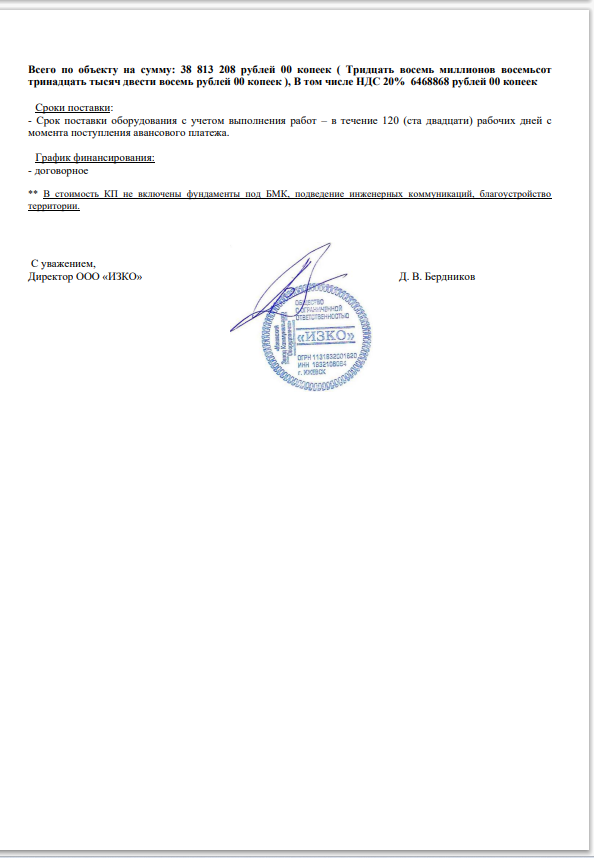 Всего по объекту на сумму: 38 813 208 рублей 00 копеек ( Тридцать восемь миллионов восемьсот
тринадцать тысяч двести восемь рублей 00 копеек ), В том числе НДС 20% 6468868 рублей 00 копеек
Сроки поставки:
- Срок поставки оборудования с учетом выполнения работ – в течение 120 (ста двадцати) рабочих дней с
момента поступления авансового платежа.
График финансирования:
- договорное
** В стоимость КП не включены фундаменты под БМК, подведение инженерных коммуникаций, благоустройство
территории.
С уважением,
Директор ООО «ИЗКО»
Д. В. Бердников
ОБЩЕСТВО
С ОГРАНИЧЕННОЙ
ОТВЕТСТВЕННОСТЬЮ
«ИЗКО»
ОГРН
ИНН
г. ИЖЕВСК